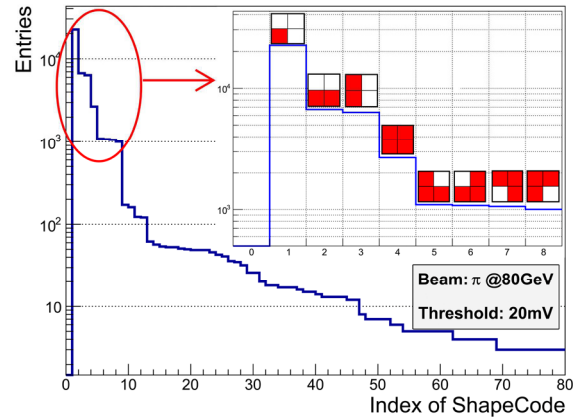 Entries
10⁴
10³
10²
10
0 10 20 30 40 50 60 70 80
Index of ShapeCode
10⁴
10³
0 1 2 3 4 5 6 7 8
Beam: π @80GeV
Threshold: 20mV